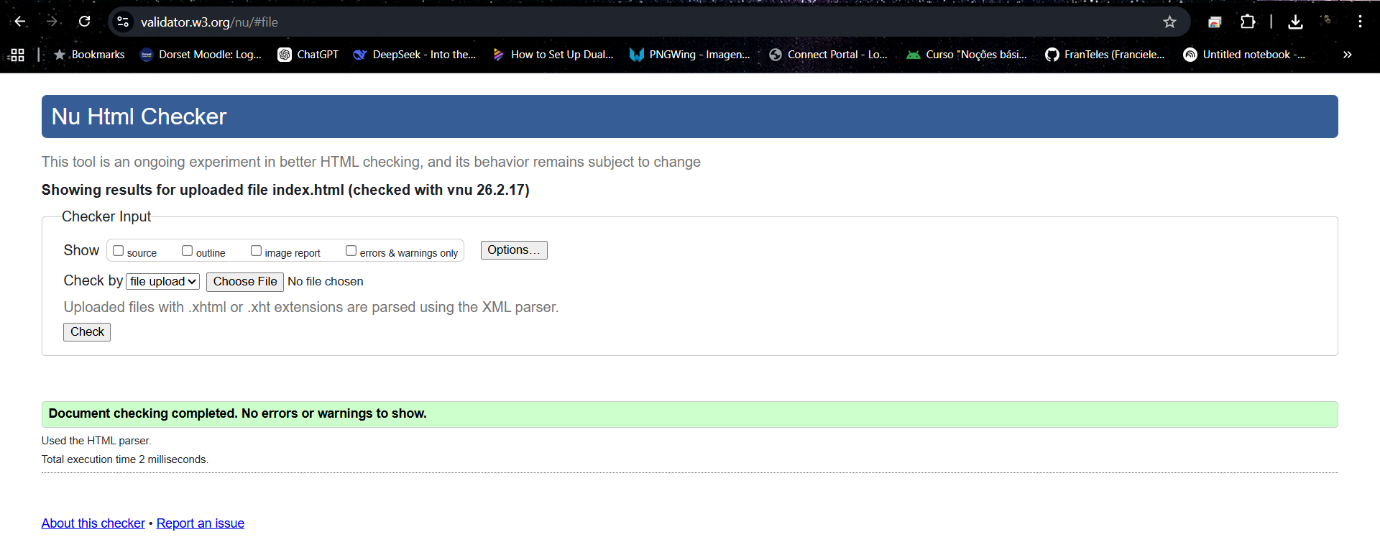 validator.w3.org/nu/#file
Bookmarks Dorset Moodle: Log... ChatGPT DeepSeek - Into the... How to Set Up Dual... PNGWing - Imagen... Connect Portal - Lo... Curso "Noções bási... FranTeles (Franciele... Untitled notebook -... »
Nu Html Checker
This tool is an ongoing experiment in better HTML checking, and its behavior remains subject to change
Showing results for uploaded file index.html (checked with vnu 26.2.17)
Checker Input
Show source outline image report errors & warnings only Options...
Check by file upload Choose File No file chosen
Uploaded files with .xhtml or .xht extensions are parsed using the XML parser.
Check
Document checking completed. No errors or warnings to show.
Used the HTML parser.
Total execution time 2 milliseconds.
About this checker • Report an issue